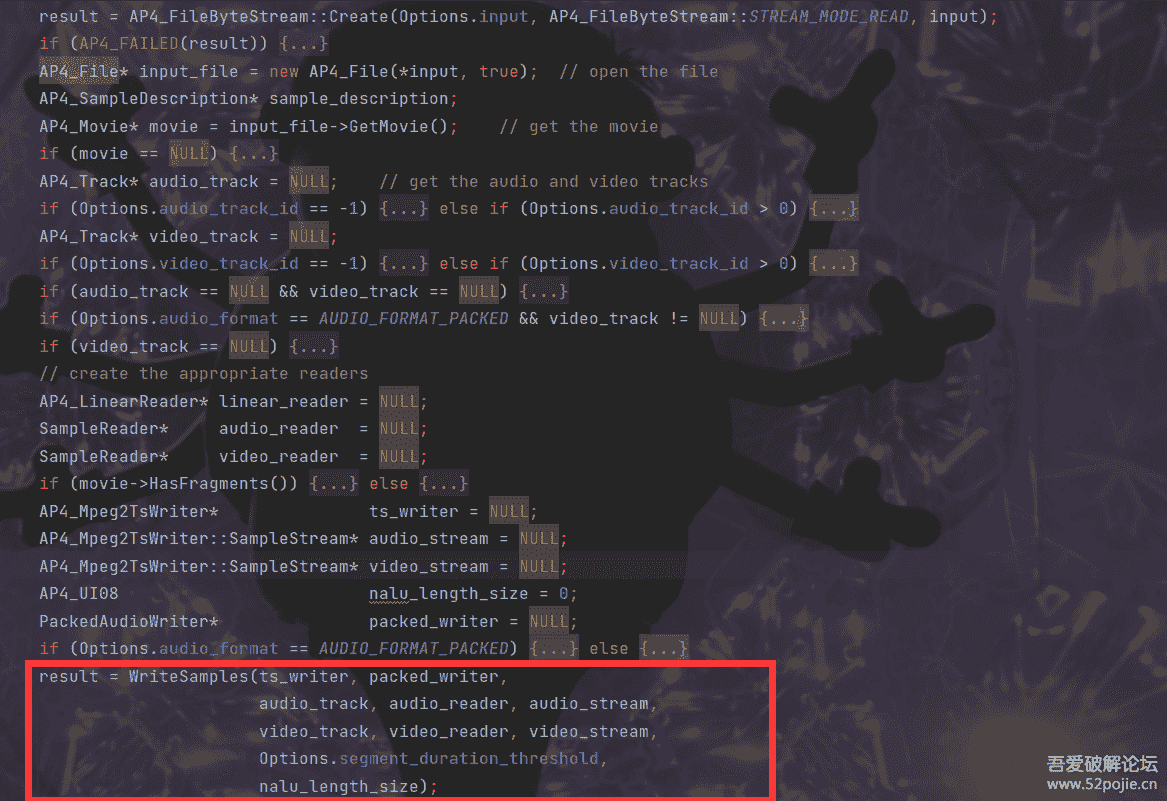 result = AP4_FileByteStream::Create(Options.input, AP4_FileByteStream::STREAM_MODE_READ, input);
if (AP4_FAILED(result)) {...}
AP4_File* input_file = new AP4_File(*input, true);  // open the file
AP4_SampleDescription* sample_description;
AP4_Movie* movie = input_file->GetMovie();    // get the movie
if (movie == NULL) {...}
AP4_Track* audio_track = NULL;    // get the audio and video tracks
if (Options.audio_track_id == -1) {...} else if (Options.audio_track_id > 0) {...}
AP4_Track* video_track = NULL;
if (Options.video_track_id == -1) {...} else if (Options.video_track_id > 0) {...}
if (audio_track == NULL && video_track == NULL) {...}
if (Options.audio_format == AUDIO_FORMAT_PACKED && video_track != NULL) {...}
if (video_track == NULL) {...}
// create the appropriate readers
AP4_LinearReader* linear_reader = NULL;
SampleReader*     audio_reader  = NULL;
SampleReader*     video_reader  = NULL;
if (movie->HasFragments()) {...} else {...}
AP4_Mpeg2TsWriter*               ts_writer = NULL;
AP4_Mpeg2TsWriter::SampleStream* audio_stream = NULL;
AP4_Mpeg2TsWriter::SampleStream* video_stream = NULL;
AP4_UI08                         nalu_length_size = 0;
PackedAudioWriter*               packed_writer = NULL;
if (Options.audio_format == AUDIO_FORMAT_PACKED) {...} else {...}
result = WriteSamples(ts_writer, packed_writer,
                      audio_track, audio_reader, audio_stream,
                      video_track, video_reader, video_stream,
                      Options.segment_duration_threshold,
                      nalu_length_size);
吾爱破解论坛
www.52pojie.cn